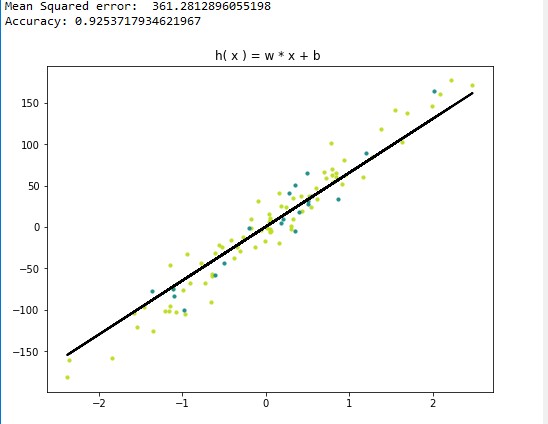 Mean Squared error:  361.2812896055198
Accuracy: 0.9253717934621967
h( x ) = w * x + b
150
100
50
0
−50
−100
−150
−2 −1 0 1 2